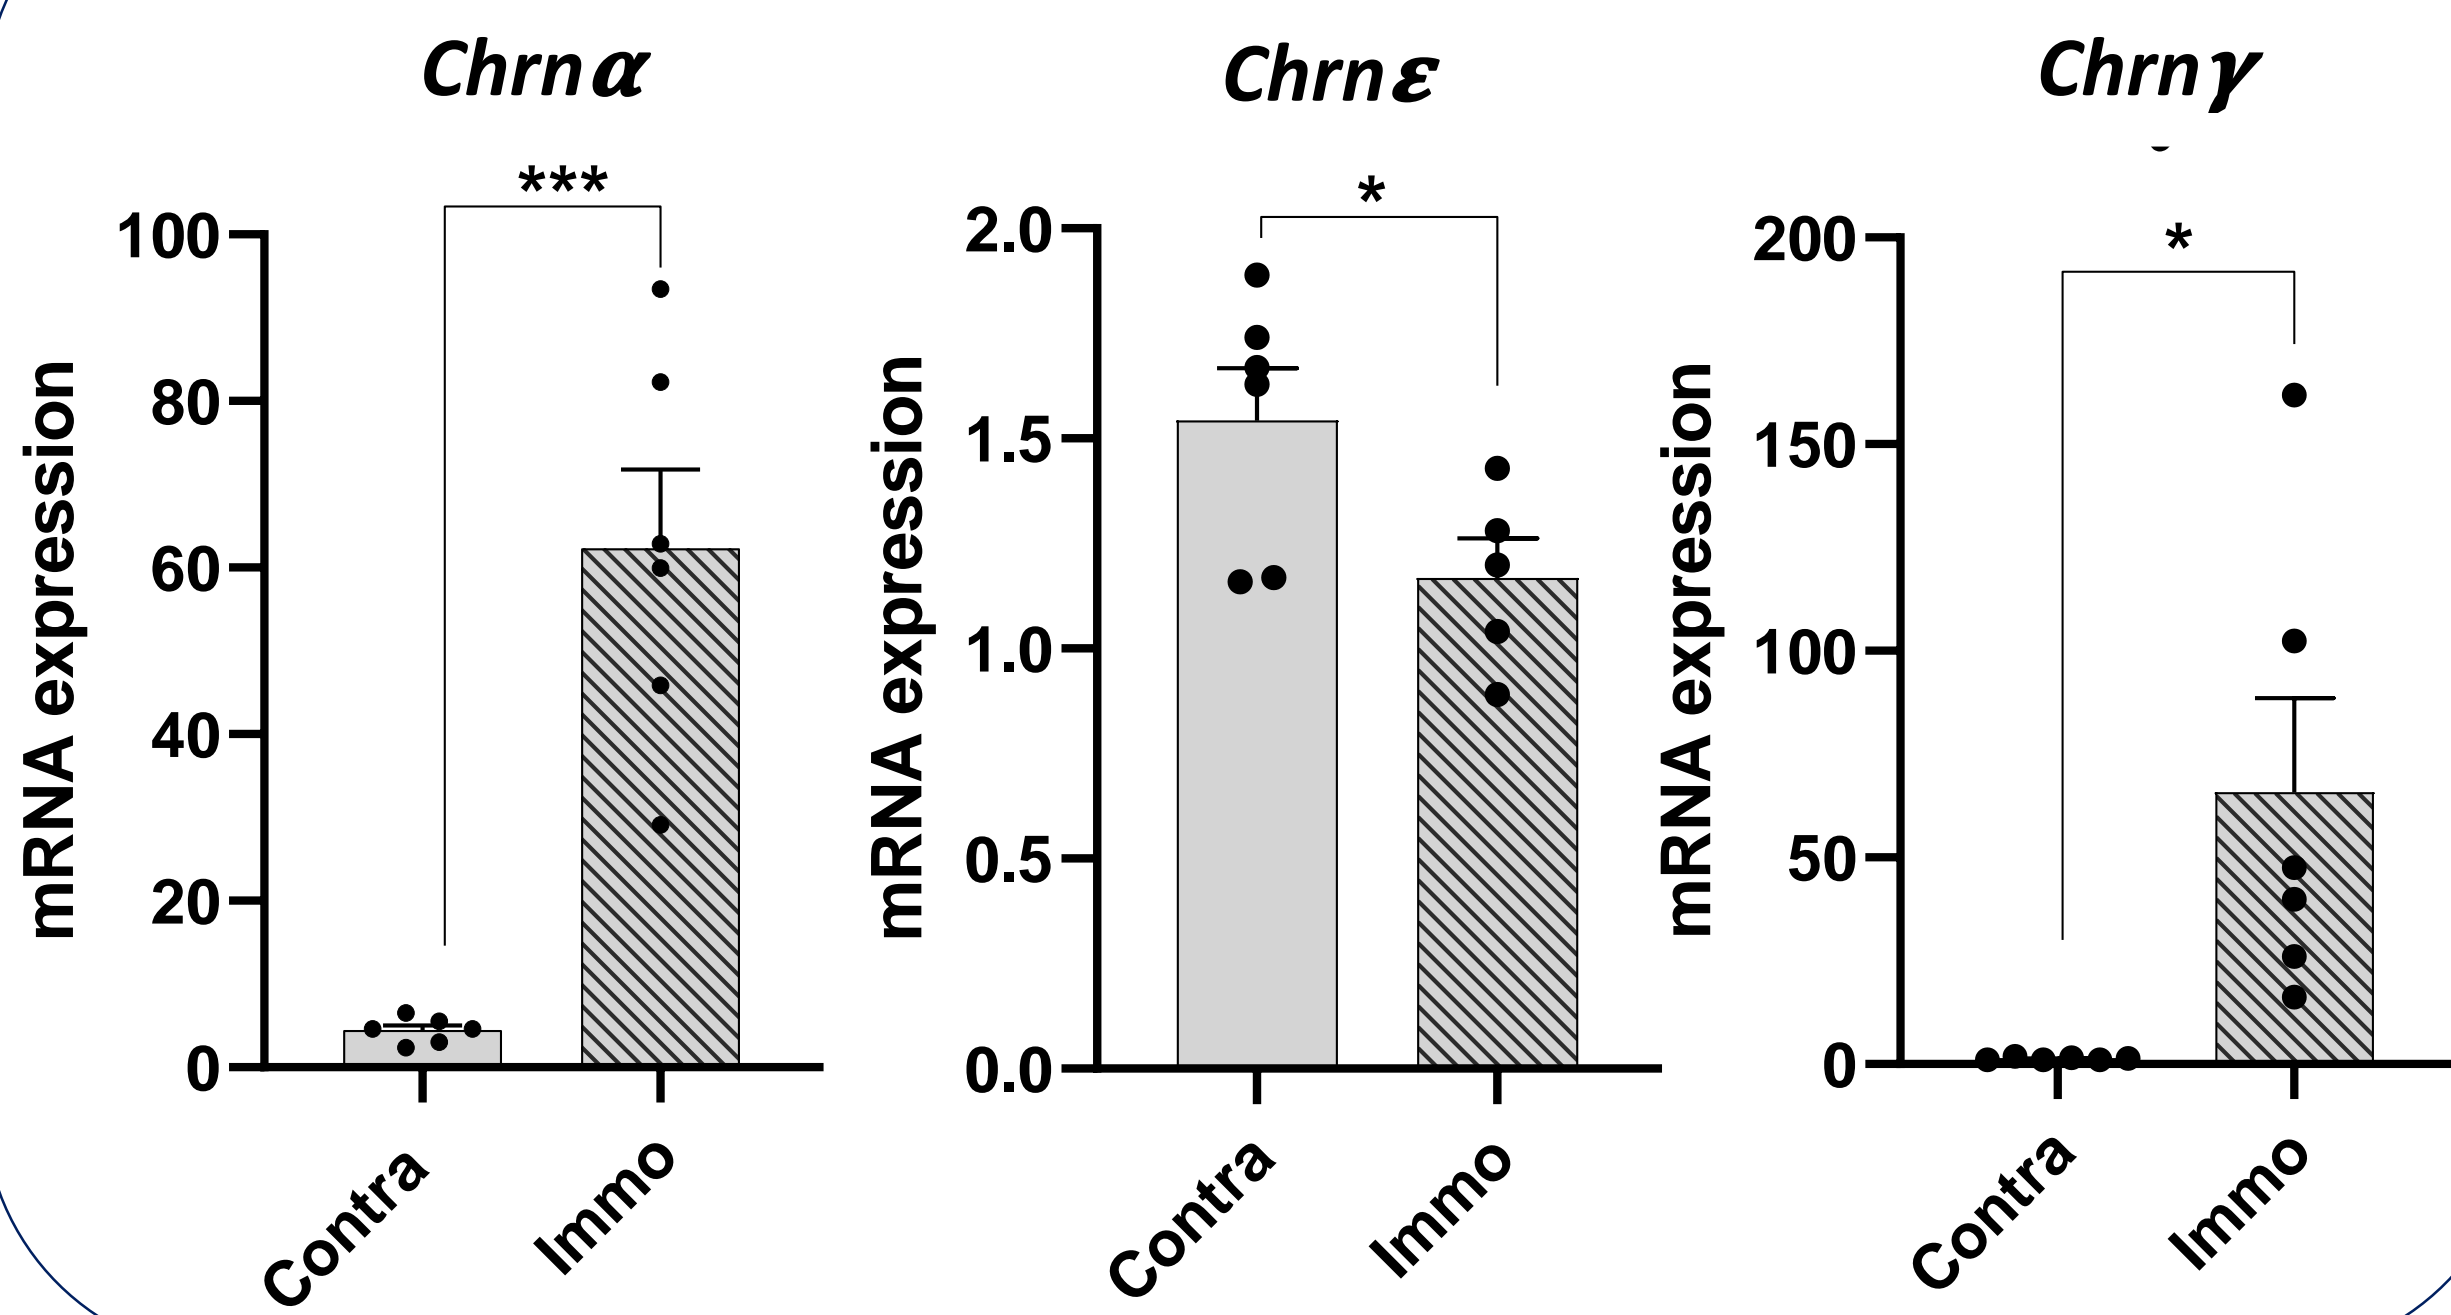 Chrnα
***
100
80
60
40
20
0
mRNA expression
Contra
Immo
Chrnε
*
2.0
1.5
1.0
0.5
0.0
mRNA expression
Contra
Immo
Chrnγ
*
200
150
100
50
0
mRNA expression
Contra
Immo